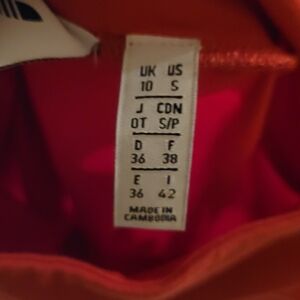 UK US
10 S
J CDN
OT S/P
D F
36 38
E I
36 42
MADE IN
CAMBODIA